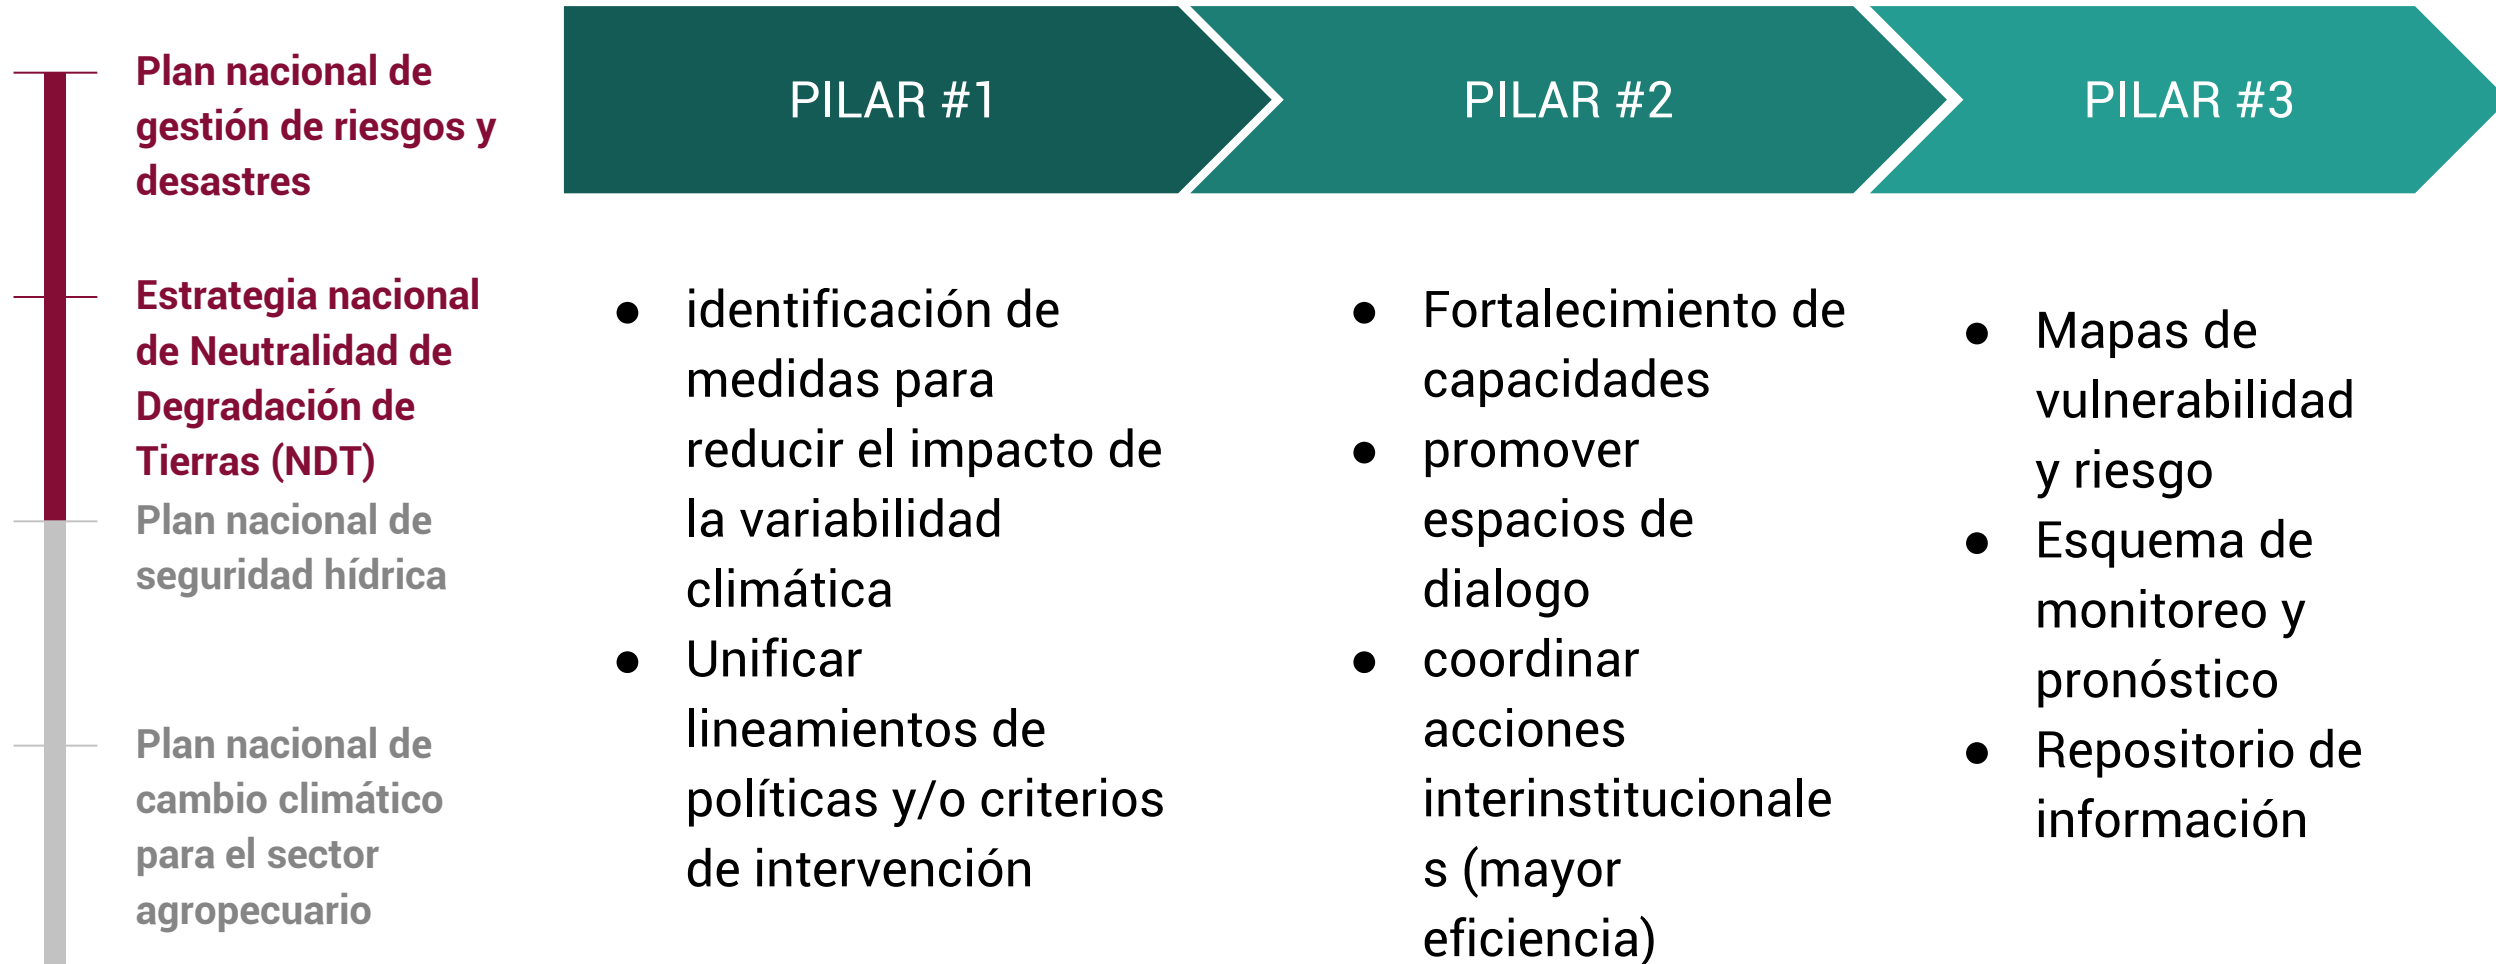 Plan nacional de
gestión de riesgos y
desastres
Estrategia nacional
de Neutralidad de
Degradación de
Tierras (NDT)
Plan nacional de
seguridad hídrica
Plan nacional de
cambio climático
para el sector
agropecuario
PILAR #1
● identificación de
medidas para
reducir el impacto de
la variabilidad
climática
● Unificar
lineamientos de
políticas y/o criterios
de intervención
PILAR #2
● Fortalecimiento de
capacidades
● promover
espacios de
dialogo
● coordinar
acciones
interinstitucionale
s (mayor
eficiencia)
PILAR #3
● Mapas de
vulnerabilidad
y riesgo
● Esquema de
monitoreo y
pronóstico
● Repositorio de
información